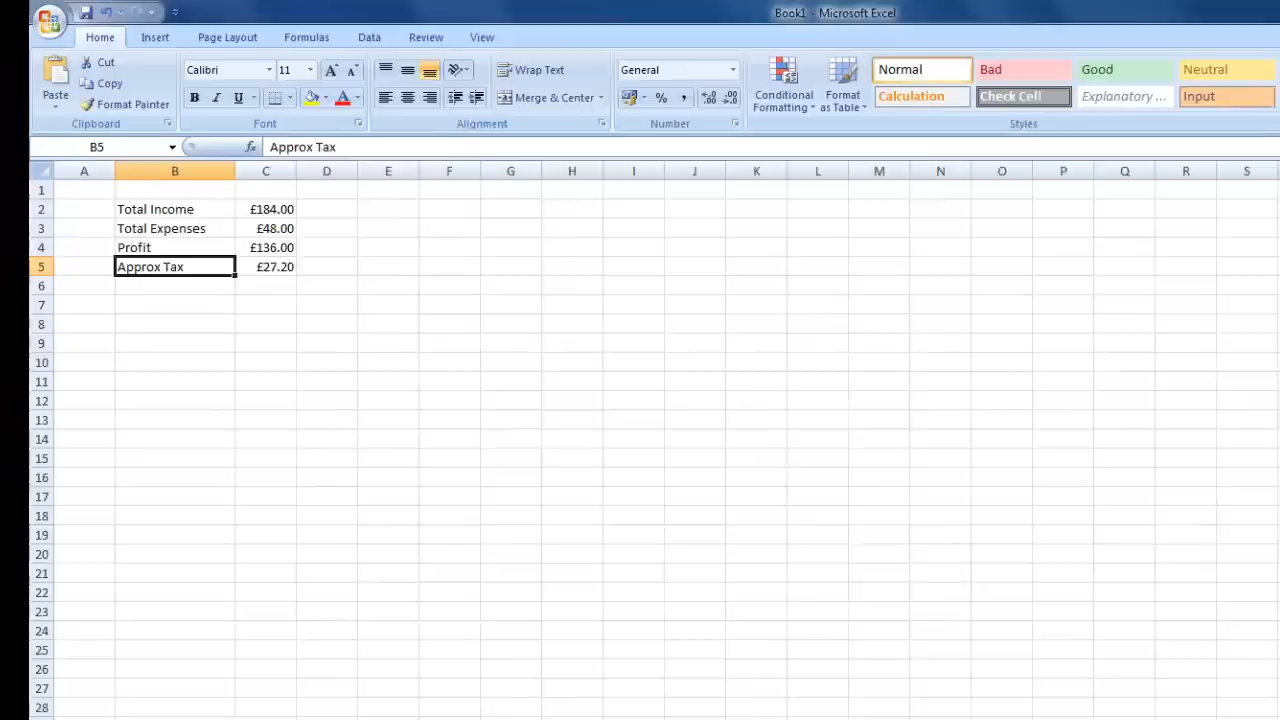 Book1 - Microsoft Excel
Home Insert Page Layout Formulas Data Review View
Paste
Cut
Copy
Format Painter
Clipboard
Calibri 11 A A
B I U A
Font
Wrap Text
Merge & Center
Alignment
General
% , .00
Number
Conditional Formatting
Format as Table
Normal Bad Good Neutral
Calculation Check Cell Explanatory ... Input
Styles
B5 fx Approx Tax
A B C D E F G H I J K L M N O P Q R S
1
2 Total Income £184.00
3 Total Expenses £48.00
4 Profit £136.00
5 Approx Tax £27.20
6
7
8
9
10
11
12
13
14
15
16
17
18
19
20
21
22
23
24
25
26
27
28